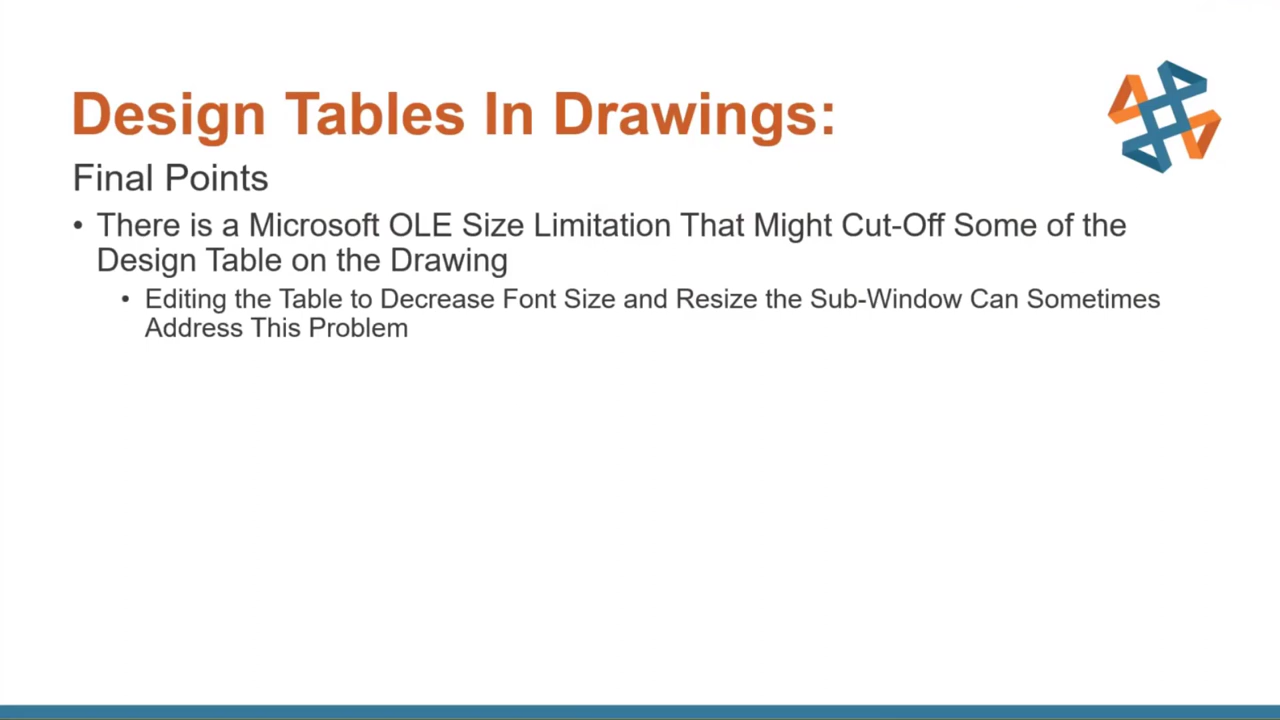 Design Tables In Drawings:
Final Points
• There is a Microsoft OLE Size Limitation That Might Cut-Off Some of the
Design Table on the Drawing
• Editing the Table to Decrease Font Size and Resize the Sub-Window Can Sometimes
Address This Problem